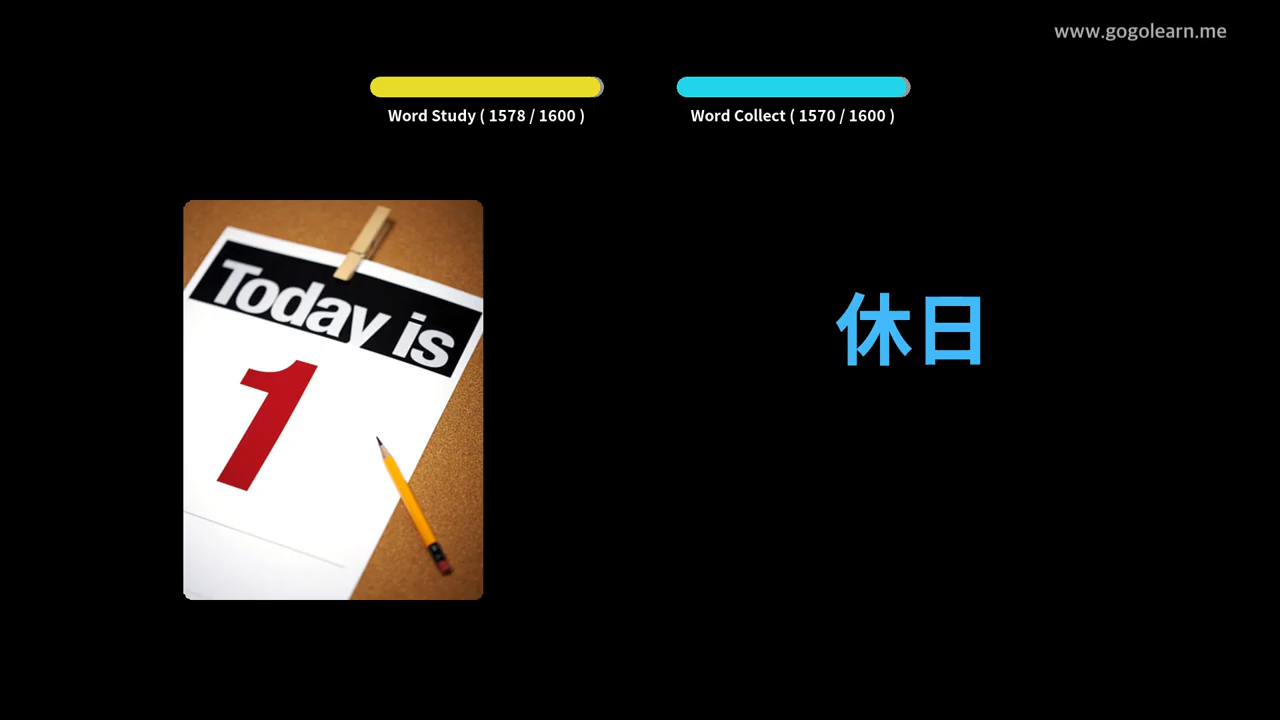 www.gogolearn.me
Word Study ( 1578 / 1600 )
Word Collect ( 1570 / 1600 )
Today is
1
休日